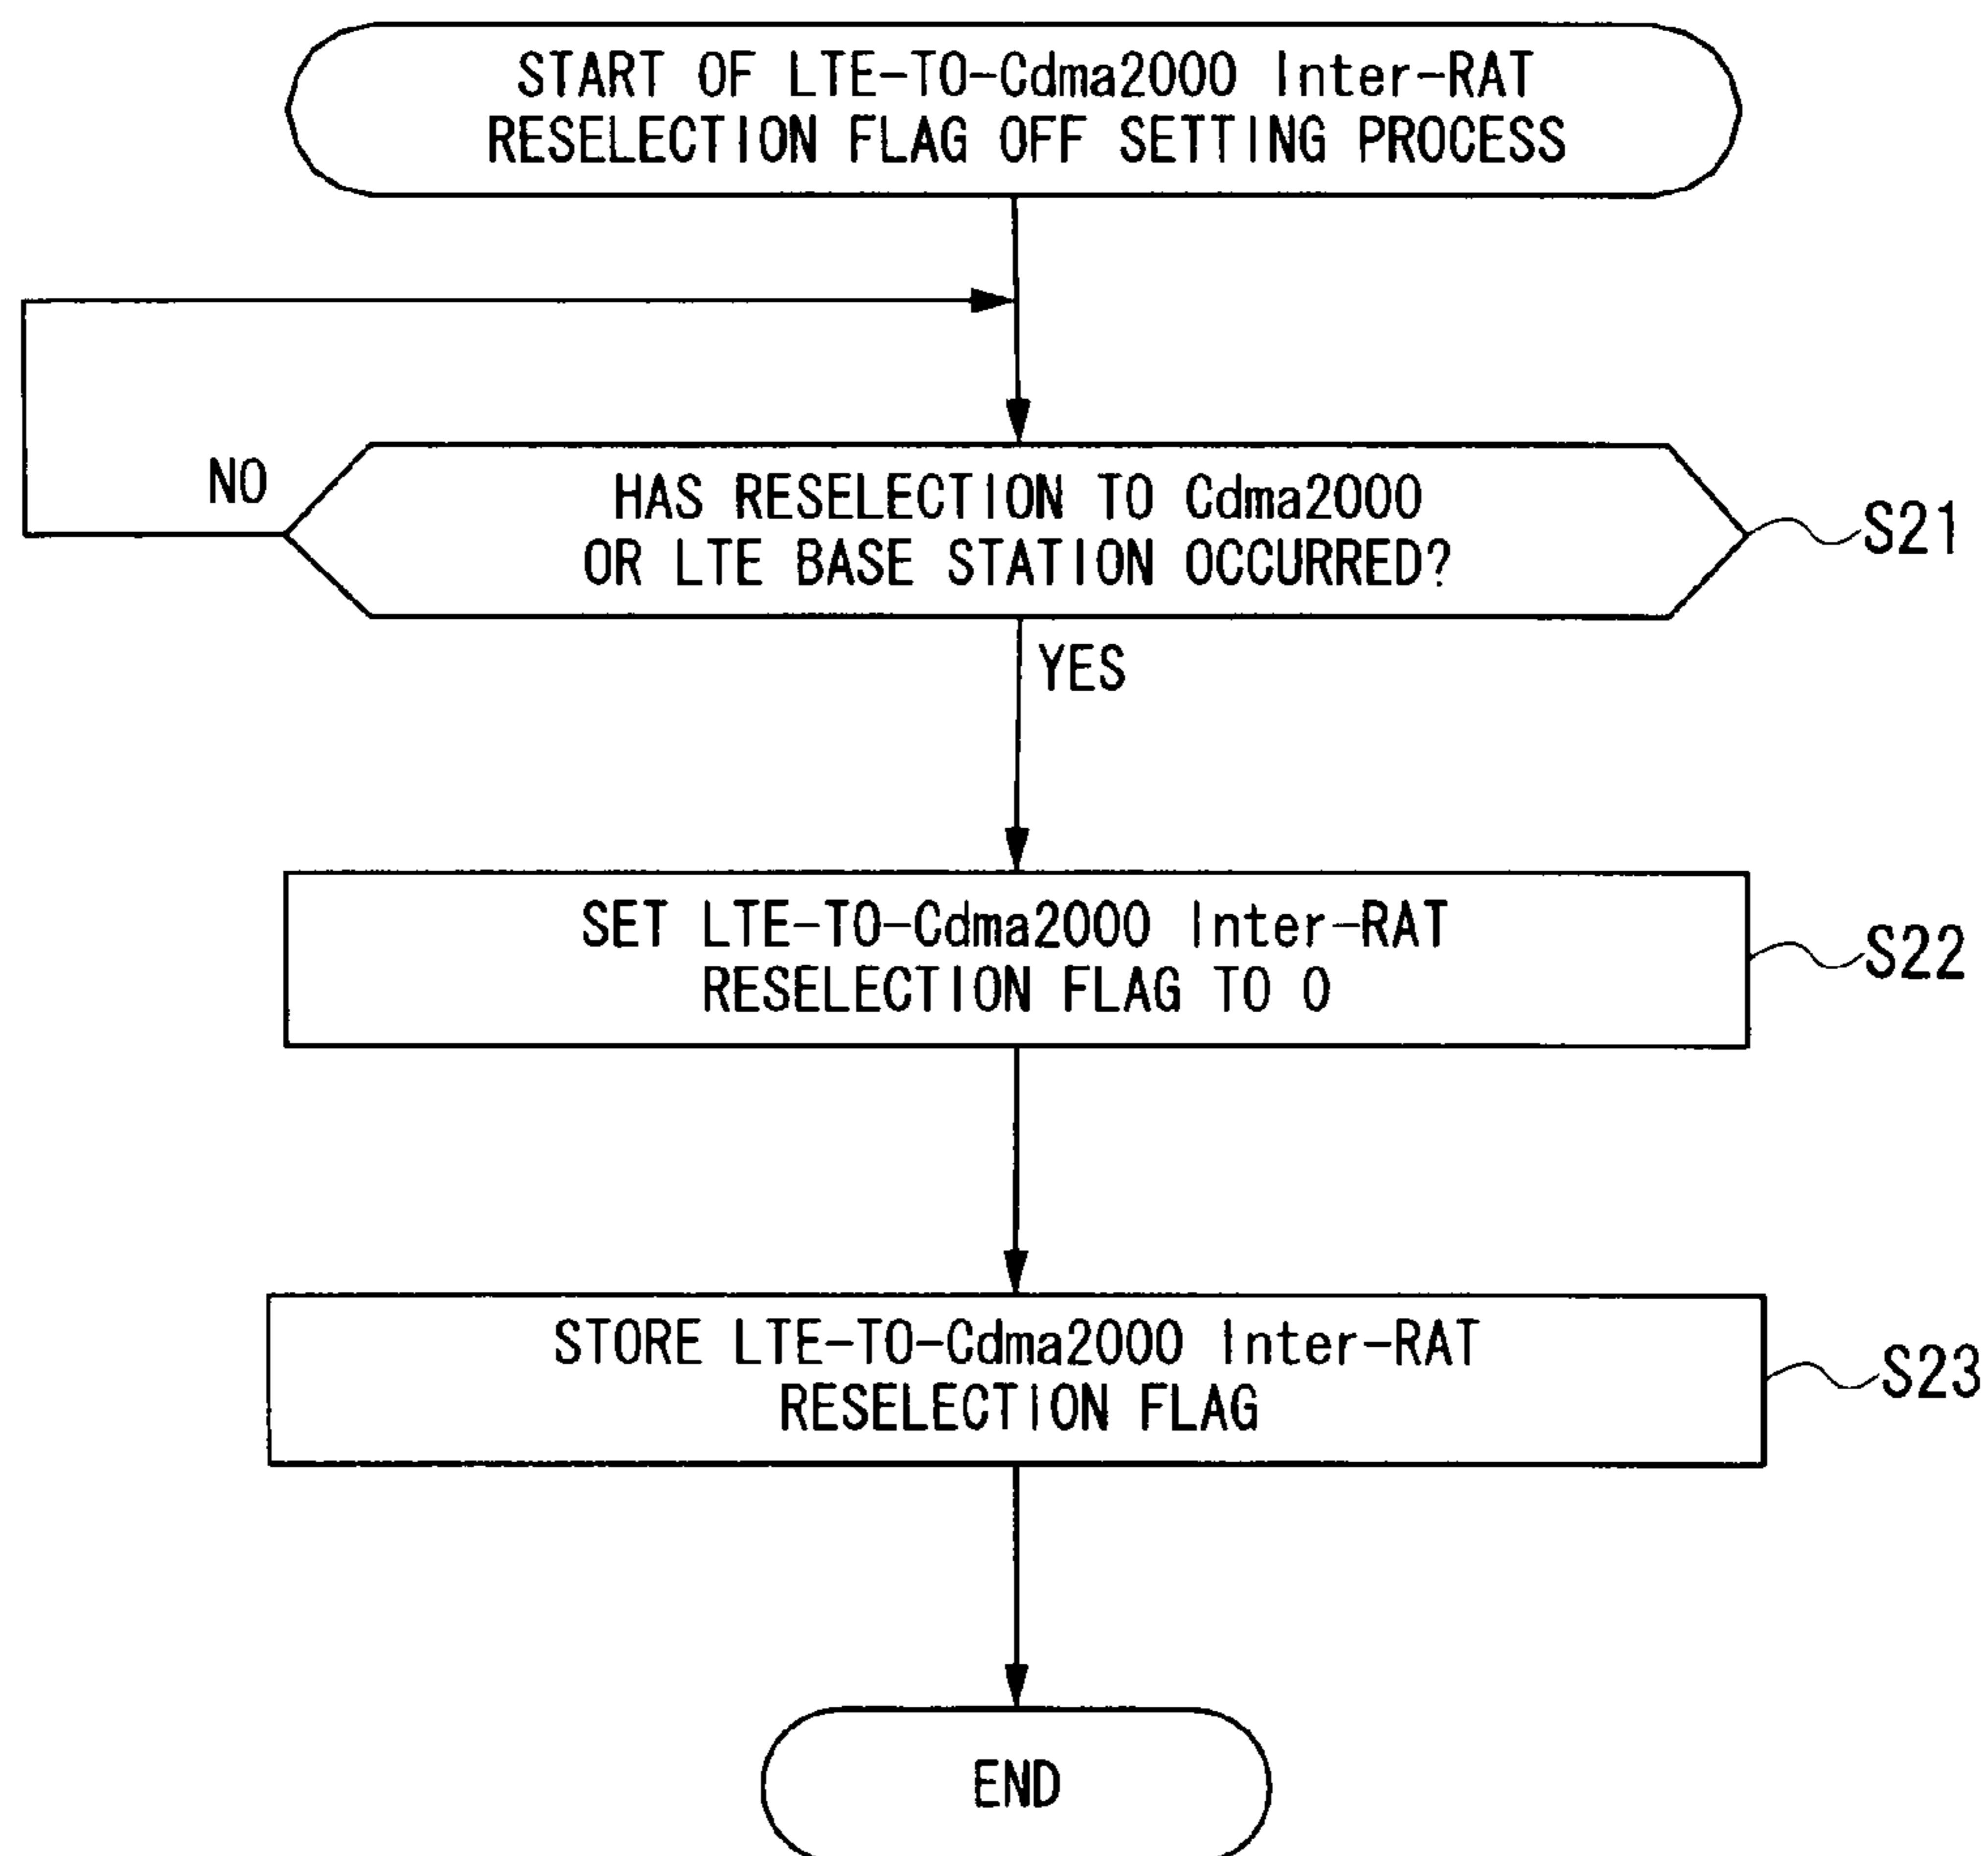 START OF LTE-TO-Cdma2000 Inter-RAT
RESELECTION FLAG OFF SETTING PROCESS
NO
HAS RESELECTION TO Cdma2000
OR LTE BASE STATION OCCURRED?
S21
YES
SET LTE-TO-Cdma2000 Inter-RAT
RESELECTION FLAG TO 0
S22
STORE LTE-TO-Cdma2000 Inter-RAT
RESELECTION FLAG
S23
END